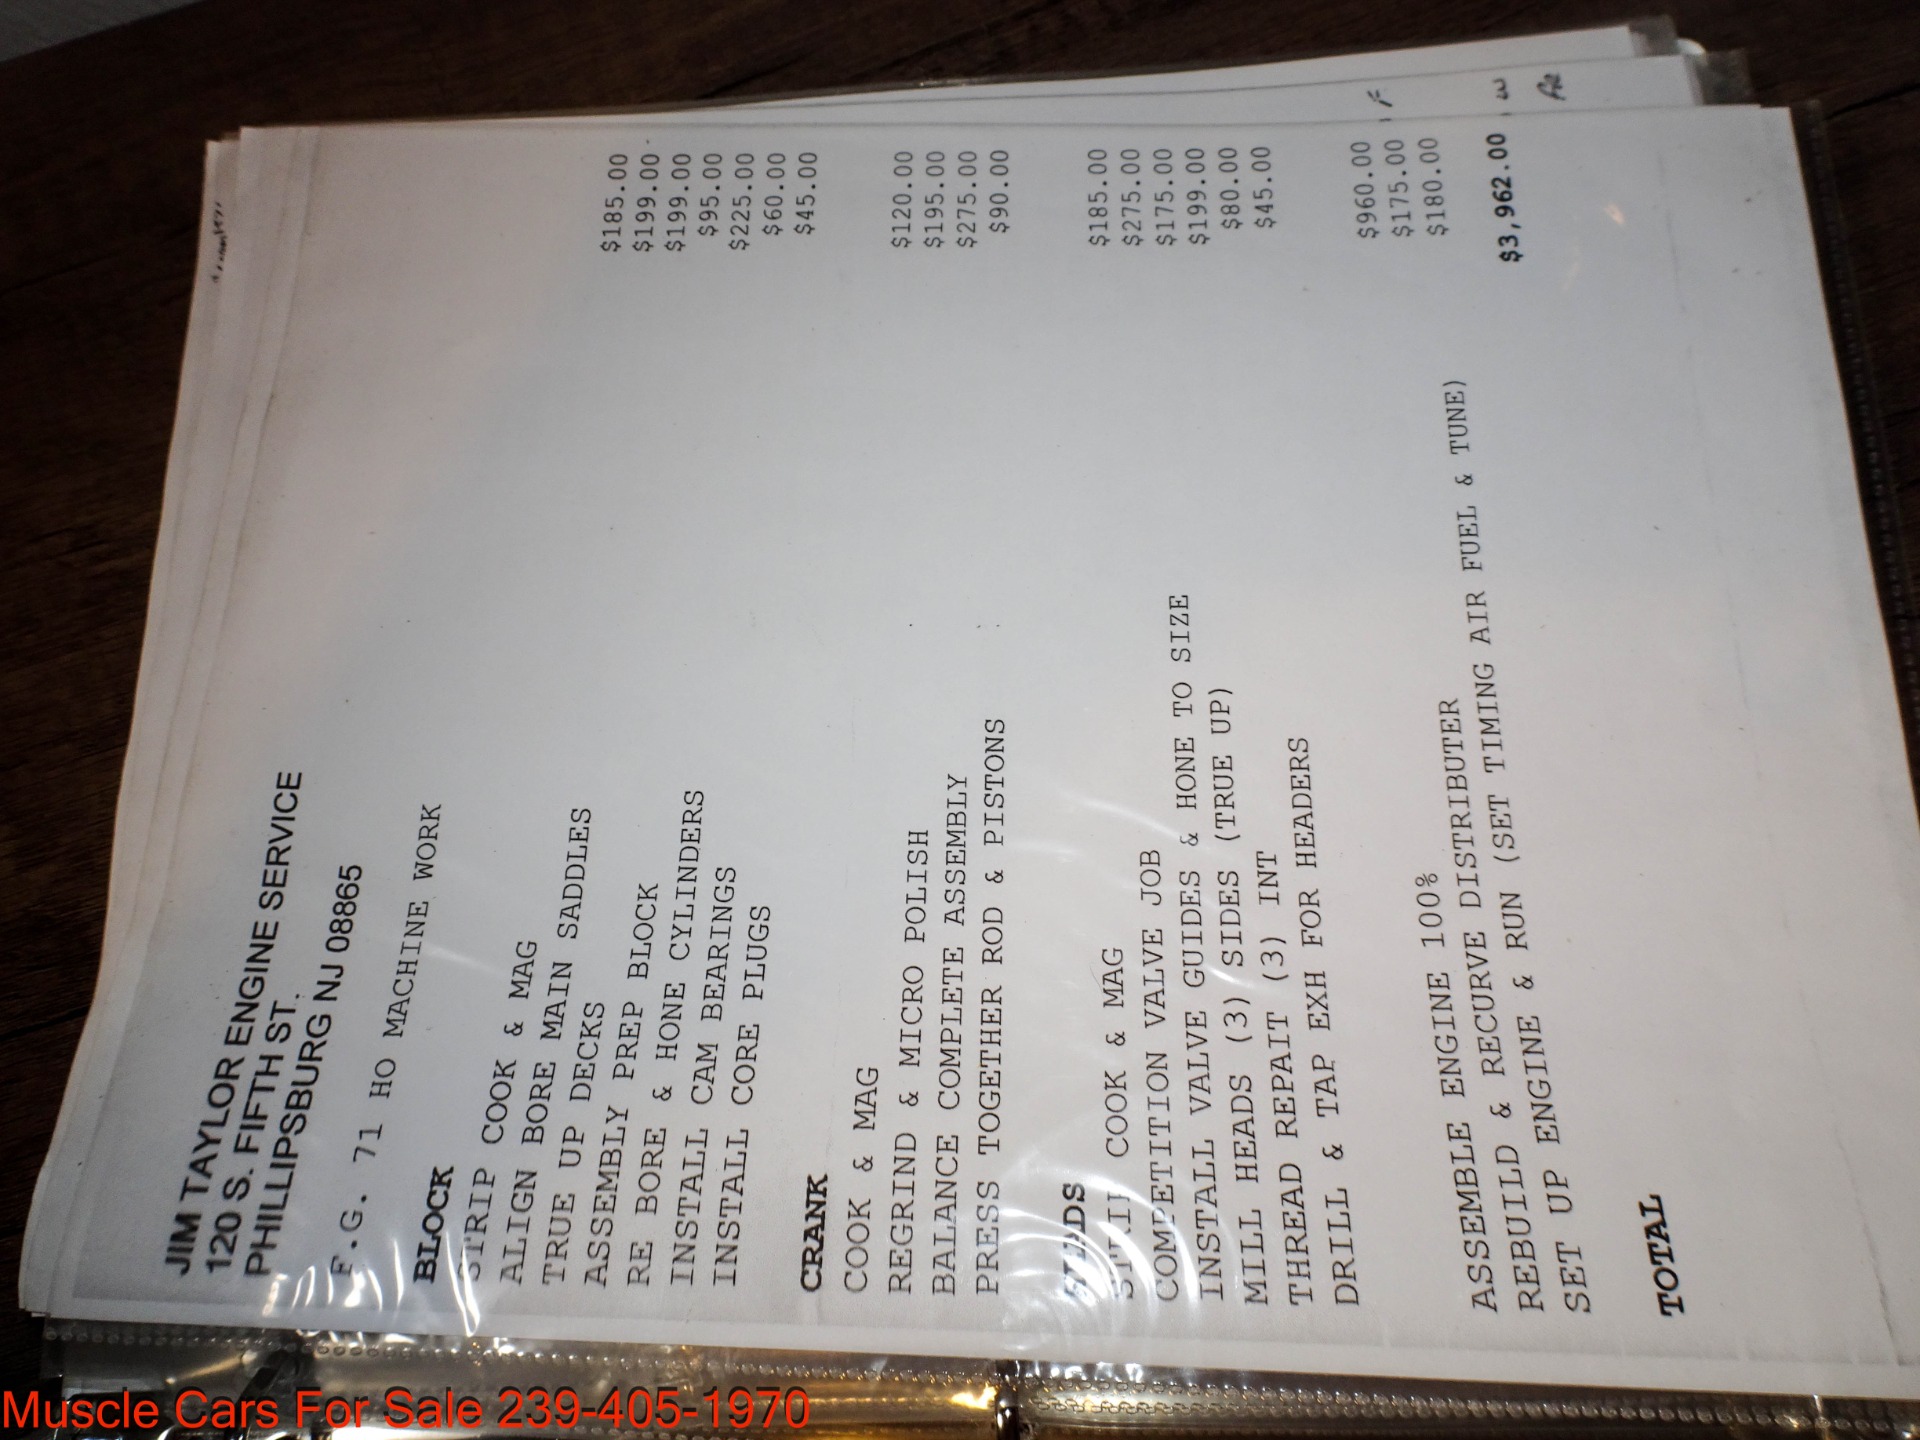 JIM TAYLOR ENGINE SERVICE
120 S. FIFTH ST.
PHILLIPSBURG NJ 08865
F.G. 71 HO MACHINE WORK
BLOCK
STRIP COOK & MAG $185.00
ALIGN BORE MAIN SADDLES $199.00
TRUE UP DECKS $199.00
ASSEMBLY PREP BLOCK $95.00
RE BORE & HONE CYLINDERS $225.00
INSTALL CAM BEARINGS $60.00
INSTALL CORE PLUGS $45.00
CRANK
COOK & MAG $120.00
REGRIND & MICRO POLISH $195.00
BALANCE COMPLETE ASSEMBLY $275.00
PRESS TOGETHER ROD & PISTONS $90.00
HEADS
STRIP COOK & MAG $185.00
COMPETITION VALVE JOB $275.00
INSTALL VALVE GUIDES & HONE TO SIZE $175.00
MILL HEADS (3) SIDES (TRUE UP) $199.00
THREAD REPAIT (3) INT $80.00
DRILL & TAP EXH FOR HEADERS $45.00
ASSEMBLE ENGINE 100% $960.00
REBUILD & RECURVE DISTRIBUTER $175.00
SET UP ENGINE & RUN (SET TIMING AIR FUEL & TUNE) $180.00
TOTAL $3,962.00
Muscle Cars For Sale 239-405-1970